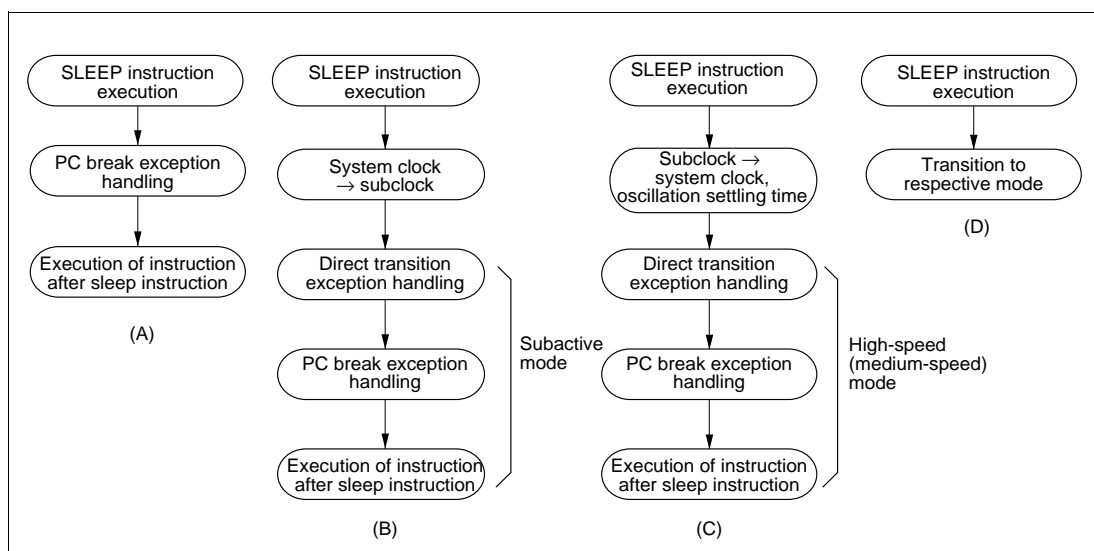 SLEEP instruction
execution
PC break exception
handling
Execution of instruction
after sleep instruction
(A)
SLEEP instruction
execution
System clock
→ subclock
Direct transition
exception handling
PC break exception
handling
Execution of instruction
after sleep instruction
Subactive
mode
(B)
SLEEP instruction
execution
Subclock →
system clock,
oscillation settling time
Direct transition
exception handling
PC break exception
handling
Execution of instruction
after sleep instruction
High-speed
(medium-speed)
mode
(C)
SLEEP instruction
execution
Transition to
respective mode
(D)